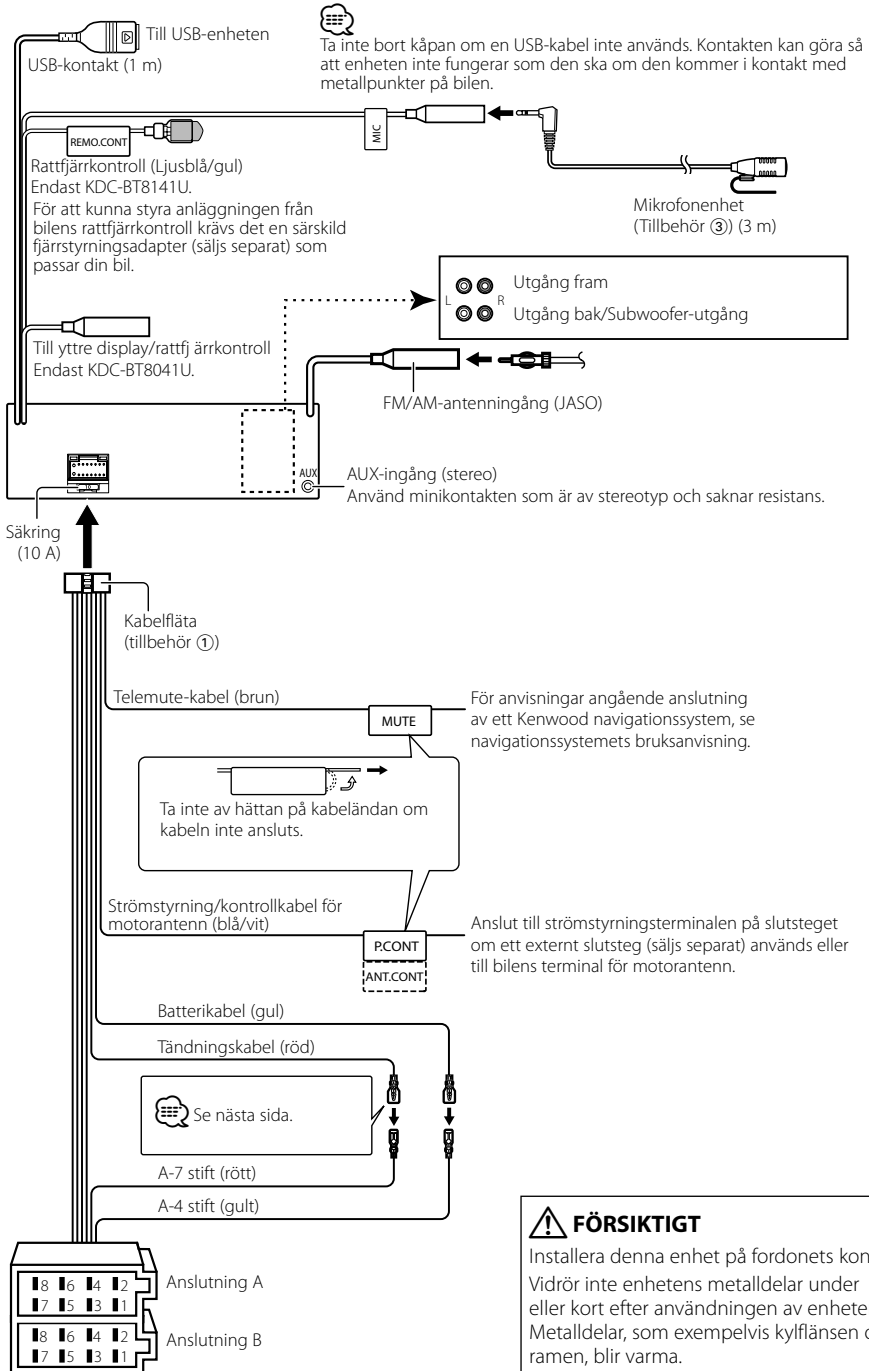 Till USB-enheten
USB-kontakt (1 m)
Ta inte bort kåpan om en USB-kabel inte används. Kontakten kan göra så
att enheten inte fungerar som den ska om den kommer i kontakt med
metallpunkter på bilen.
REMO.CONT
MIC
Rattfjärrkontroll (Ljusblå/gul)
Endast KDC-BT8141U.
För att kunna styra anläggningen från
bilens rattfjärrkontroll krävs det en särskild
fjärrstyrningsadapter (säljs separat) som
passar din bil.
Mikrofonenhet
(Tillbehör ③) (3 m)
L R
Utgång fram
Utgång bak/Subwoofer-utgång
Till yttre display/rattfj ärrkontroll
Endast KDC-BT8041U.
FM/AM-antenningång (JASO)
AUX
AUX-ingång (stereo)
Använd minikontakten som är av stereotyp och saknar resistans.
Säkring
(10 A)
Kabelfläta
(tillbehör ①)
Telemute-kabel (brun)
MUTE
För anvisningar angående anslutning
av ett Kenwood navigationssystem, se
navigationssystemets bruksanvisning.
Ta inte av hättan på kabeländan om
kabeln inte ansluts.
Strömstyrning/kontrollkabel för
motorantenn (blå/vit)
P.CONT
ANT.CONT
Anslut till strömstyrningsterminalen på slutsteget
om ett externt slutsteg (säljs separat) används eller
till bilens terminal för motorantenn.
Batterikabel (gul)
Tändningskabel (röd)
Se nästa sida.
A-7 stift (rött)
A-4 stift (gult)
8 6 4 2
7 5 3 1
Anslutning A
8 6 4 2
7 5 3 1
Anslutning B
FÖRSIKTIGT
Installera denna enhet på fordonets kon
Vidrör inte enhetens metalldelar under
eller kort efter användningen av enhete
Metalldelar, som exempelvis kylflänsen
ramen, blir varma.